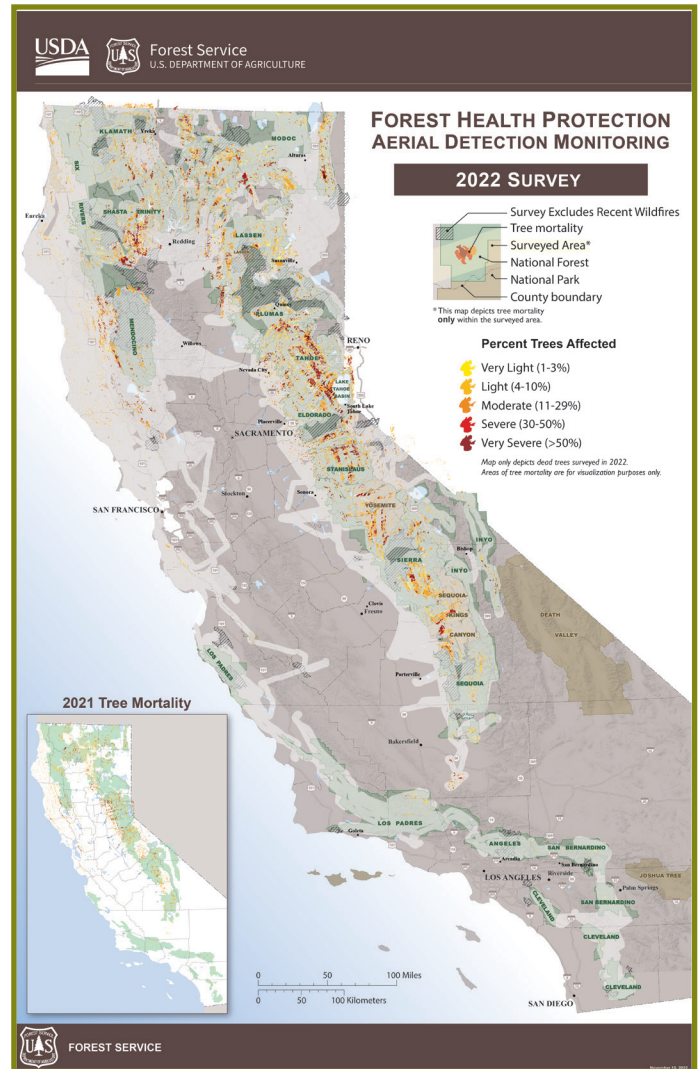 USDA
Forest Service
U.S. DEPARTMENT OF AGRICULTURE
FOREST HEALTH PROTECTION
AERIAL DETECTION MONITORING
2022 SURVEY
Survey Excludes Recent Wildfires
Tree mortality
Surveyed Area*
National Forest
National Park
County boundary
* This map depicts tree mortality
only within the surveyed area.
Percent Trees Affected
Very Light (1-3%)
Light (4-10%)
Moderate (11-29%)
Severe (30-50%)
Very Severe (>50%)
Map only depicts dead trees surveyed in 2022.
Areas of tree mortality are for visualization purposes only.
KLAMATH
Yreka
MODOC
Alturas
SIX
RIVERS
Eureka
SHASTA
TRINITY
Redding
LASSEN
Susanville
MENDOCINO
Quincy
PLUMAS
Willows
RENO
TAHOE
Nevada City
LAKE
TAHOE
BASIN
South Lake
Tahoe
ELDORADO
Placerville
SACRAMENTO
STANISLAUS
Stockton
Sonora
SAN FRANCISCO
YOSEMITE
INYO
Bishop
SIERRA
INYO
SEQUOIA
KINGS
CANYON
Clovis
Fresno
DEATH
VALLEY
LOS PADRES
SEQUOIA
Porterville
Bakersfield
LOS PADRES
Goleta
ANGELES
SAN BERNARDINO
Arcadia
San Bernardino
LOS ANGELES
Riverside
JOSHUA TREE
Palm Springs
CLEVELAND
SAN BERNARDINO
CLEVELAND
CLEVELAND
SAN DIEGO
2021 Tree Mortality
0 50 100 Miles
0 50 100 Kilometers
FOREST SERVICE